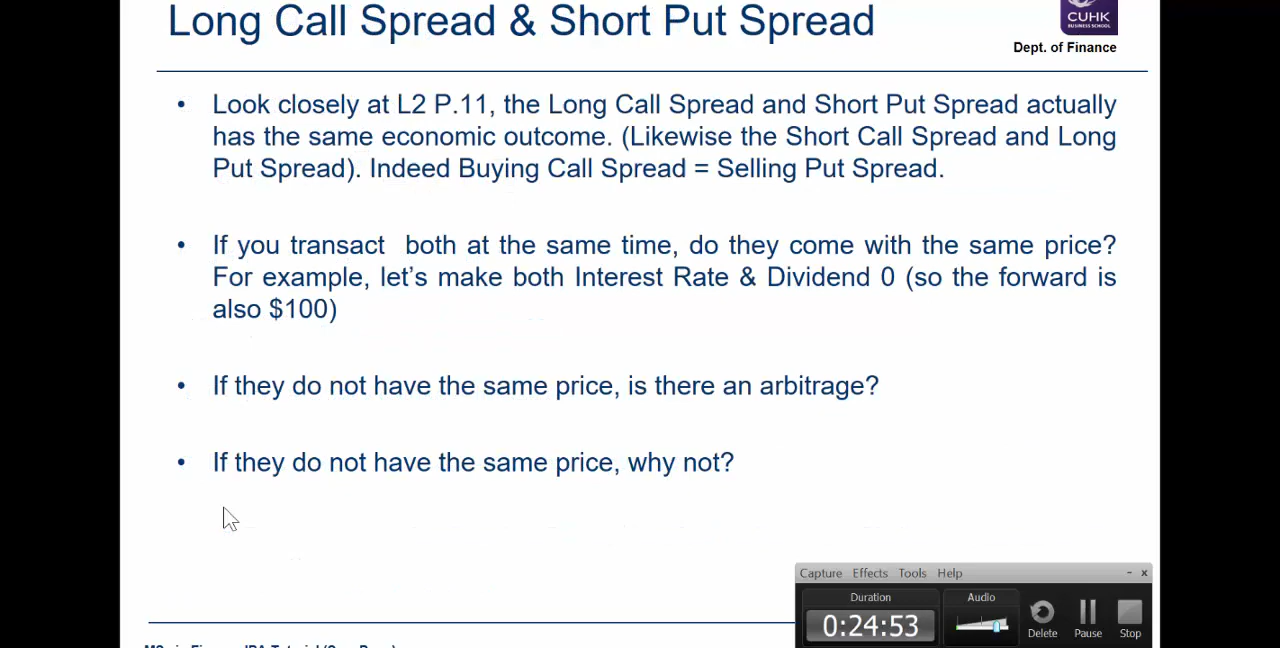 Long Call Spread & Short Put Spread
CUHK
BUSINESS SCHOOL
Dept. of Finance
• Look closely at L2 P.11, the Long Call Spread and Short Put Spread actually
has the same economic outcome. (Likewise the Short Call Spread and Long
Put Spread). Indeed Buying Call Spread = Selling Put Spread.
• If you transact both at the same time, do they come with the same price?
For example, let's make both Interest Rate & Dividend 0 (so the forward is
also $100)
• If they do not have the same price, is there an arbitrage?
• If they do not have the same price, why not?
Capture Effects Tools Help
Duration
Audio
0:24:53
Delete Pause Stop